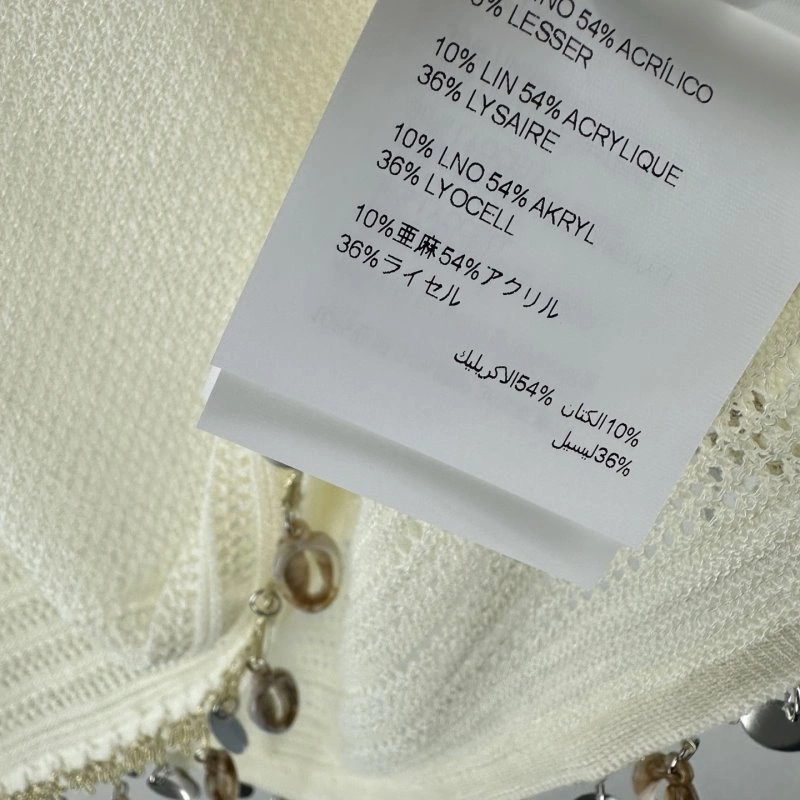 NO 54% ACRÍLICO
6% LESSER
10% LIN 54% ACRYLIQUE
36% LYSAIRE
10% LNO 54% AKRYL
36% LYOCELL
10%亜麻54%アクリル
36%ライセル
10%الكتان 54%الاكريليك
36%ليسيل